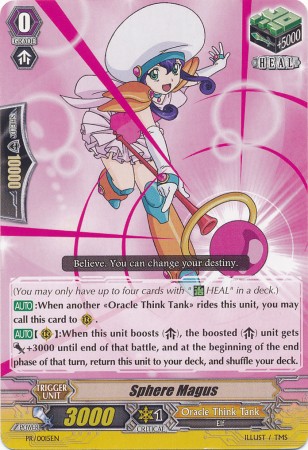 0
GRADE
+5000
HEAL
SHIELD
10000
Believe. You can change your destiny.
(You may only have up to four cards with " HEAL" in a deck.)
AUTO:When another «Oracle Think Tank» rides this unit, you may
call this card to .
AUTO[ ]:When this unit boosts ( ), the boosted ( ) unit gets
+3000 until end of that battle, and at the beginning of the end
phase of that turn, return this unit to your deck, and shuffle your deck.
TRIGGER
UNIT
Sphere Magus
POWER
3000
1
CRITICAL
Oracle Think Tank
Elf
PR/0015EN
ILLUST / TMS